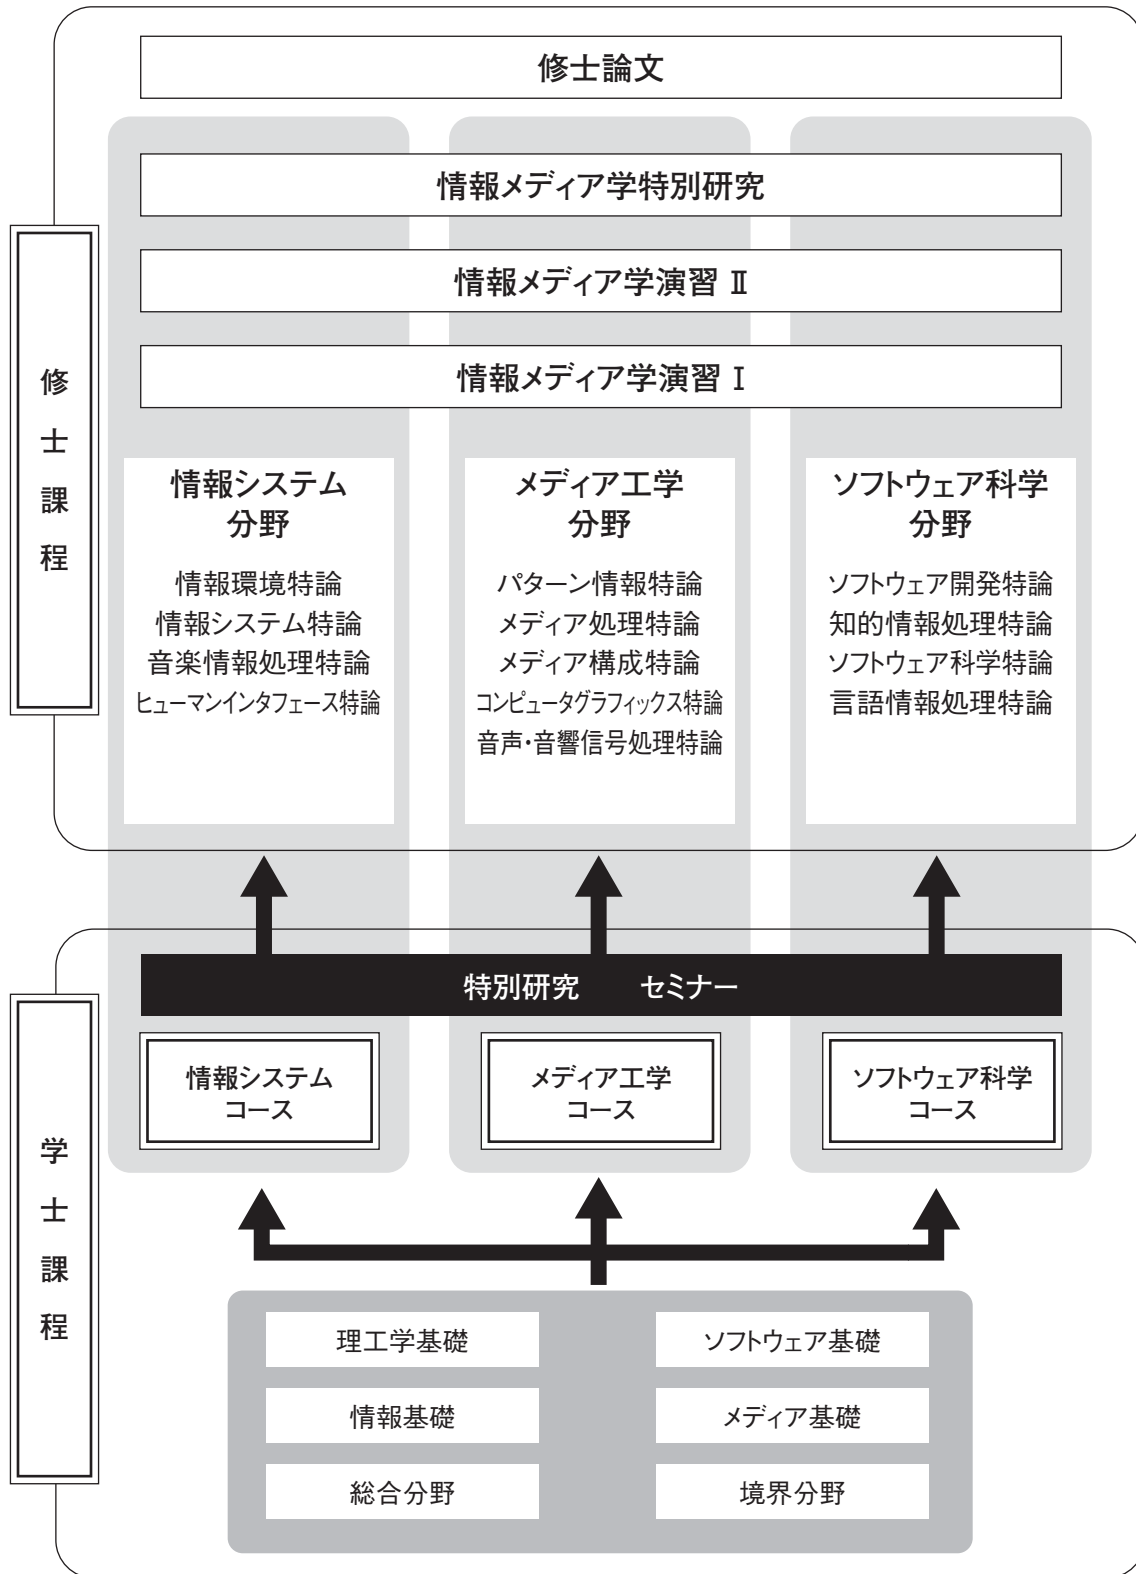 修士論文
情報メディア学特別研究
情報メディア学演習 Ⅱ
情報メディア学演習 Ⅰ
修士課程
情報システム
分野
情報環境特論
情報システム特論
音楽情報処理特論
ヒューマンインタフェース特論
メディア工学
分野
パターン情報特論
メディア処理特論
メディア構成特論
コンピュータグラフィックス特論
音声・音響信号処理特論
ソフトウェア科学
分野
ソフトウェア開発特論
知的情報処理特論
ソフトウェア科学特論
言語情報処理特論
特別研究 セミナー
学士課程
情報システム
コース
メディア工学
コース
ソフトウェア科学
コース
理工学基礎
ソフトウェア基礎
情報基礎
メディア基礎
総合分野
境界分野